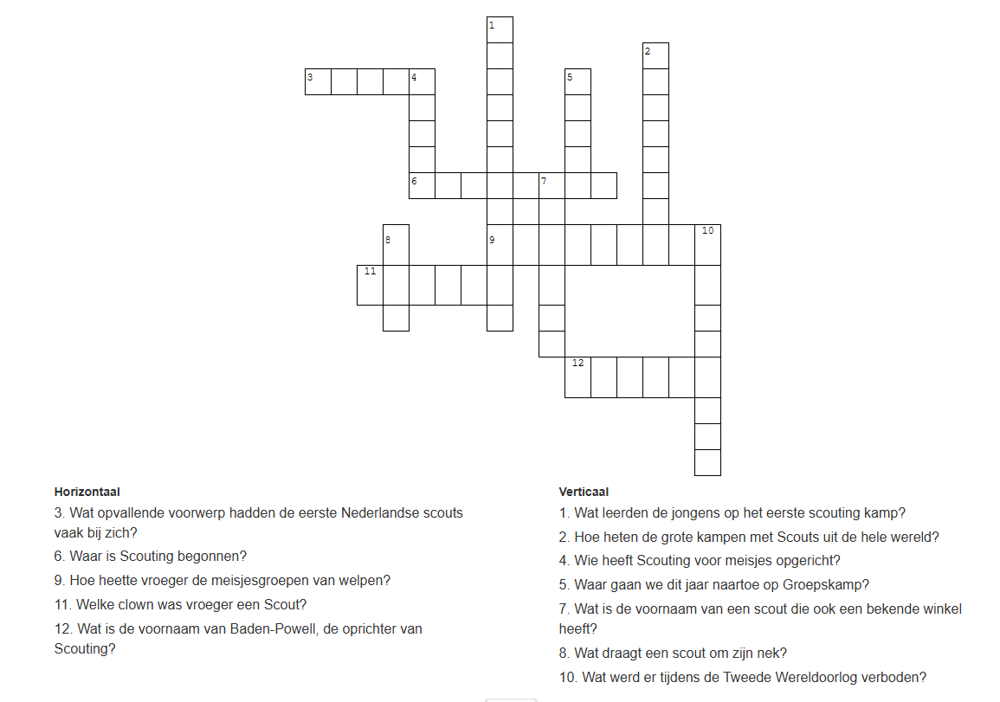 1
2
3
4
5
6
7
8
9
10
11
12
Horizontaal
3. Wat opvallende voorwerp hadden de eerste Nederlandse scouts
vaak bij zich?
6. Waar is Scouting begonnen?
9. Hoe heette vroeger de meisjesgroepen van welpen?
11. Welke clown was vroeger een Scout?
12. Wat is de voornaam van Baden-Powell, de oprichter van
Scouting?
Verticaal
1. Wat leerden de jongens op het eerste scouting kamp?
2. Hoe heten de grote kampen met Scouts uit de hele wereld?
4. Wie heeft Scouting voor meisjes opgericht?
5. Waar gaan we dit jaar naartoe op Groepskamp?
7. Wat is de voornaam van een scout die ook een bekende winkel
heeft?
8. Wat draagt een scout om zijn nek?
10. Wat werd er tijdens de Tweede Wereldoorlog verboden?